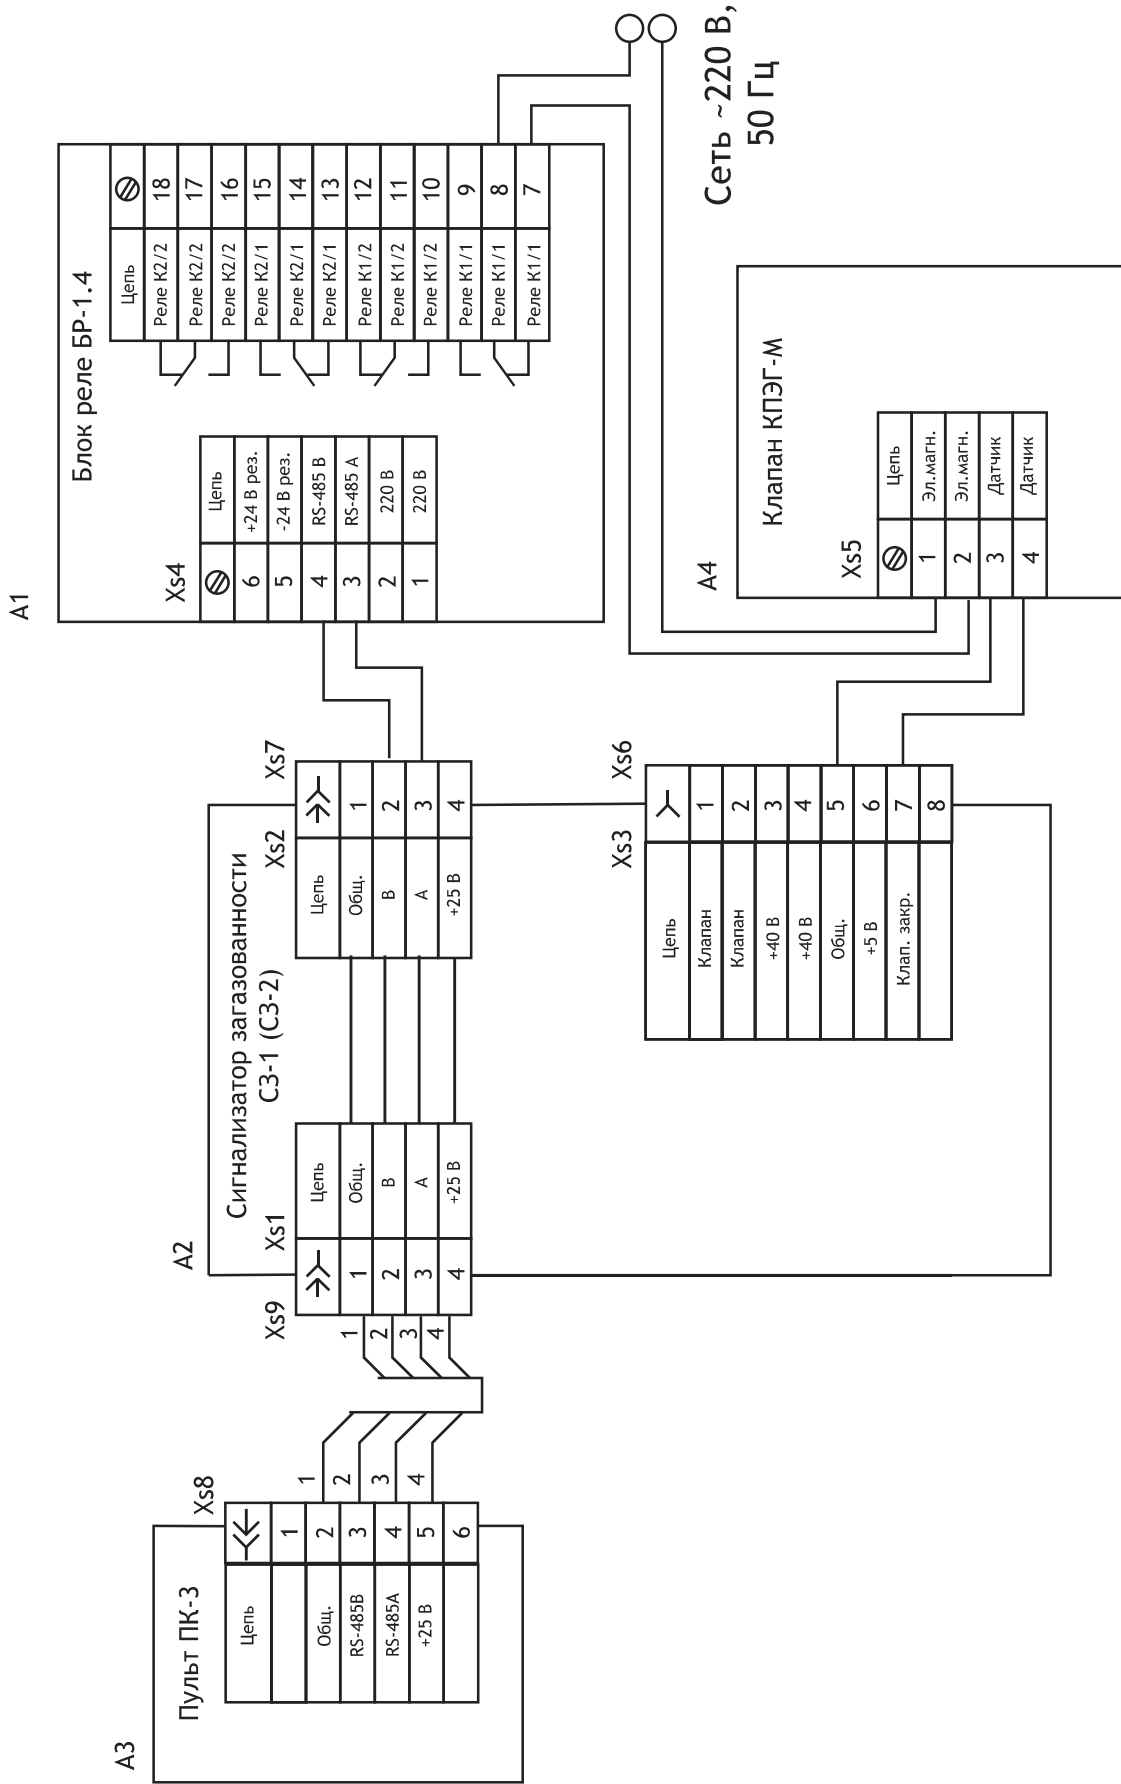 А3
Пульт ПК-3
Xs8
Цепь
1
Общ. 2
RS-485B 3
RS-485A 4
+25 В 5
6
1
2
3
4
А2
Сигнализатор загазованности
СЗ-1 (СЗ-2)
Xs9 Xs1
Цепь
1 1 Общ.
2 2 В
3 3 А
4 4 +25 В
Xs2 Xs7
Цепь
Общ. 1
В 2
А 3
+25 В 4
Xs3 Xs6
Цепь
Клапан 1
Клапан 2
+40 В 3
+40 В 4
Общ. 5
+5 В 6
Клап. закр. 7
8
А1
Блок реле БР-1.4
Xs4
Цепь
6 +24 В рез.
5 -24 В рез.
4 RS-485 В
3 RS-485 А
2 220 В
1 220 В
Цепь
Реле К2/2 18
Реле К2/2 17
Реле К2/2 16
Реле К2/1 15
Реле К2/1 14
Реле К2/1 13
Реле К1/2 12
Реле К1/2 11
Реле К1/2 10
Реле К1/1 9
Реле К1/1 8
Реле К1/1 7
Сеть ~220 В,
50 Гц
А4
Клапан КПЭГ-М
Xs5
Цепь
1 Эл.магн.
2 Эл.магн.
3 Датчик
4 Датчик